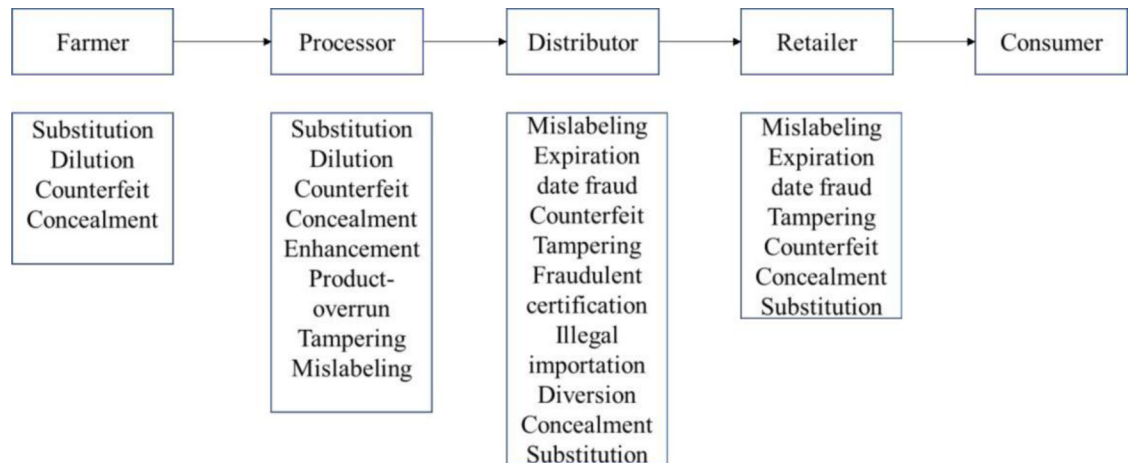 Farmer
Processor
Distributor
Retailer
Consumer
Substitution
Dilution
Counterfeit
Concealment
Substitution
Dilution
Counterfeit
Concealment
Enhancement
Product-
overrun
Tampering
Mislabeling
Mislabeling
Expiration
date fraud
Counterfeit
Tampering
Fraudulent
certification
Illegal
importation
Diversion
Concealment
Substitution
Mislabeling
Expiration
date fraud
Tampering
Counterfeit
Concealment
Substitution